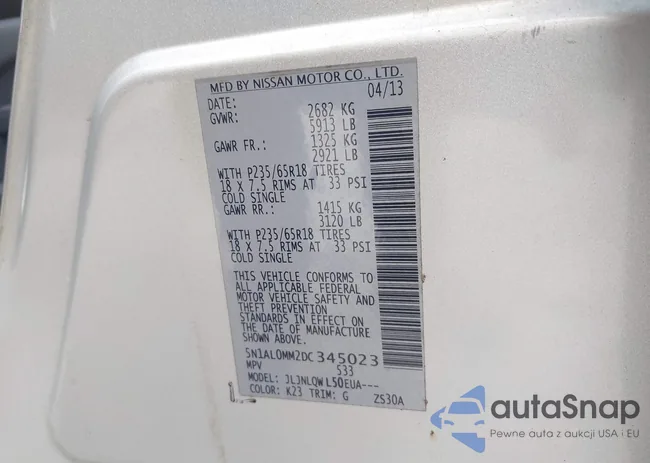 MFD BY NISSAN MOTOR CO., LTD.
DATE: 04/13
GVWR: 2682 KG
5913 LB
GAWR FR.: 1325 KG
2921 LB
WITH P235/65R18 TIRES
18 X 7.5 RIMS AT 33 PSI
COLD SINGLE
GAWR RR.: 1415 KG
3120 LB
WITH P235/65R18 TIRES
18 X 7.5 RIMS AT 33 PSI
COLD SINGLE
THIS VEHICLE CONFORMS TO
ALL APPLICABLE FEDERAL
MOTOR VEHICLE SAFETY AND
THEFT PREVENTION
STANDARDS IN EFFECT ON
THE DATE OF MANUFACTURE
SHOWN ABOVE.
5N1AL0MM2DC345023
MPV 533
MODEL: JLJNLQWL50EUA---
COLOR: K23 TRIM: G ZS30A
autaSnap
Pewne auta z aukcji USA i EU